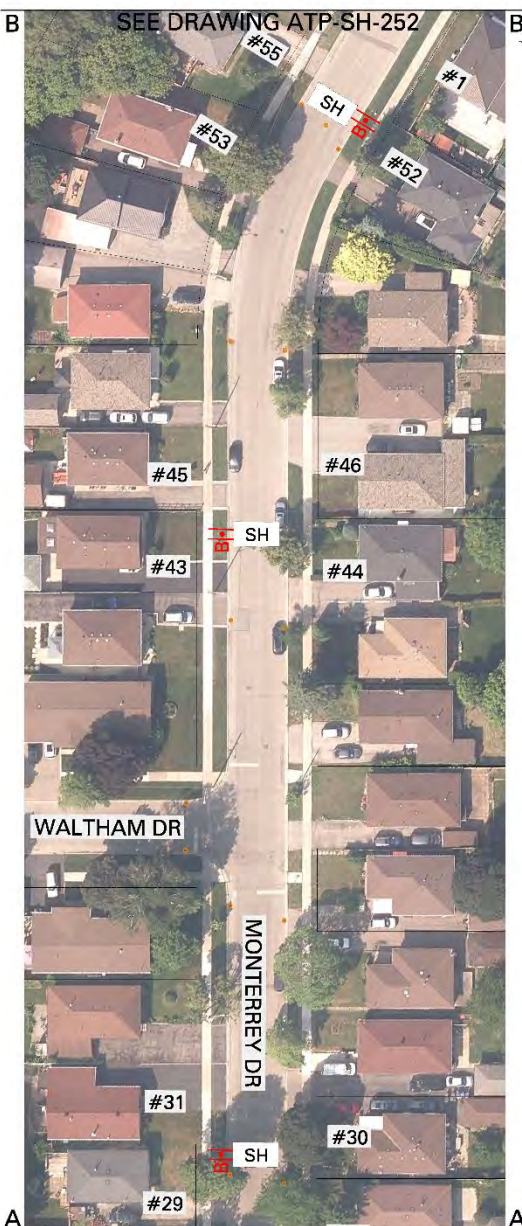 B SEE DRAWING ATP-SH-252 B
#55
#1
SH
B
#53
#52
#45
#46
B SH
#43
#44
WALTHAM DR
MONTERREY DR
#31
B SH
#30
#29
A A